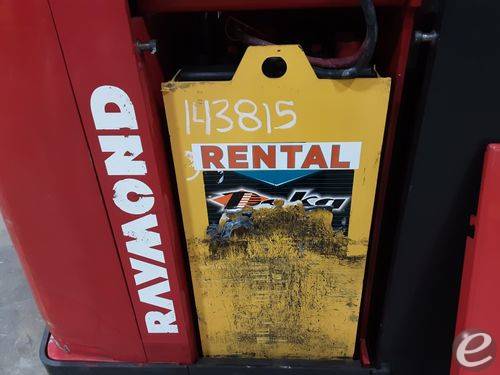 RAYMOND
143815
RENTAL
e